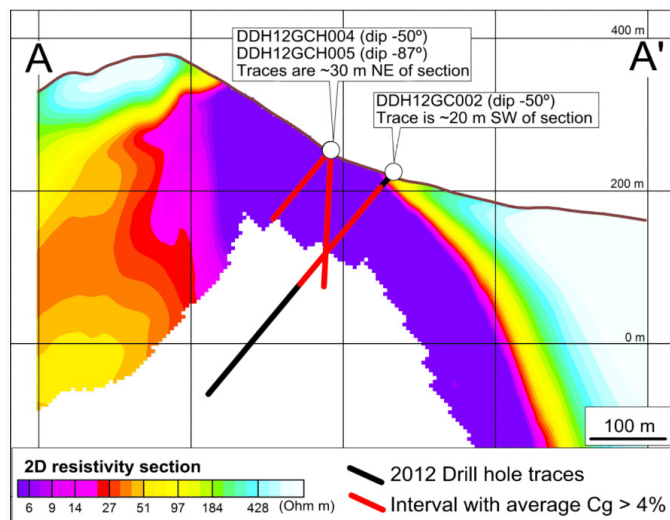 400 m
A
A'
DDH12GCH004 (dip -50º)
DDH12GCH005 (dip -87º)
Traces are ~30 m NE of section
DDH12GC002 (dip -50º)
Trace is ~20 m SW of section
200 m
0 m
100 m
2D resistivity section
6 9 14 27 51 97 184 428 (Ohm m)
2012 Drill hole traces
Interval with average Cg > 4%